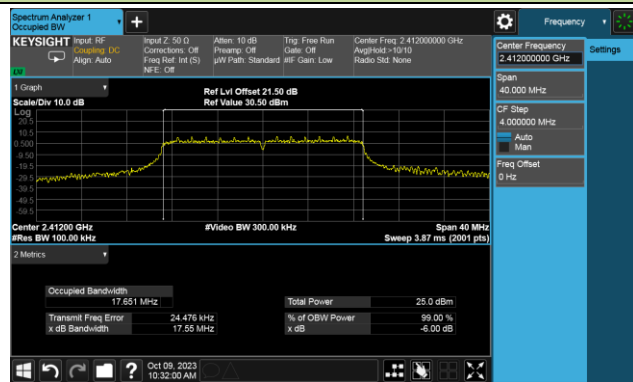 Spectrum Analyzer 1
Occupied BW
+
Frequency
KEYSIGHT
Input: RF
Coupling: DC
Align: Auto
Input Z: 50 Ω
Corrections: Off
Freq Ref: Int (S)
NFE: Off
Atten: 10 dB
Preamp: Off
µW Path: Standard
Trig: Free Run
Gate: Off
#IF Gain: Low
Center Freq: 2.412000000 GHz
Avg|Hold:>10/10
Radio Std: None
LXI
Center Frequency
2.412000000 GHz
Settings
Span
40.000 MHz
CF Step
4.000000 MHz
Auto
Man
Freq Offset
0 Hz
1 Graph
Scale/Div 10.0 dB
Ref Lvl Offset 21.50 dB
Ref Value 30.50 dBm
Log
20.5
10.5
0.500
-9.50
-19.5
-29.5
-39.5
-49.5
-59.5
Center 2.41200 GHz
#Video BW 300.00 kHz
Span 40 MHz
#Res BW 100.00 kHz
Sweep 3.87 ms (2001 pts)
2 Metrics
Occupied Bandwidth
17.651 MHz
Total Power 25.0 dBm
Transmit Freq Error 24.476 kHz
% of OBW Power 99.00 %
x dB Bandwidth 17.55 MHz
x dB -6.00 dB
?
Oct 09, 2023
10:32:00 AM